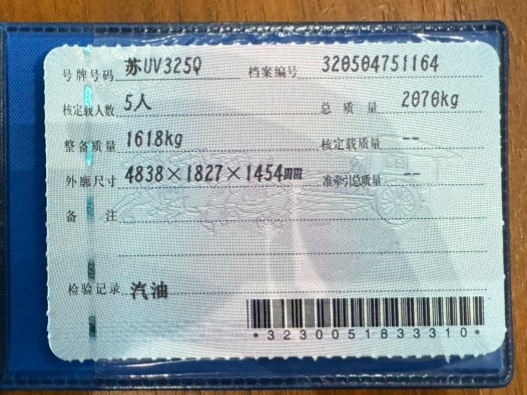 号牌号码 苏UV325Q 档案编号 320504751164
核定载人数 5人 总质量 2070kg
整备质量 1618kg 核定载质量 --
外廓尺寸 4838×1827×1454mm 准牵引总质量 --
备注
检验记录 汽油
*3230051833310*